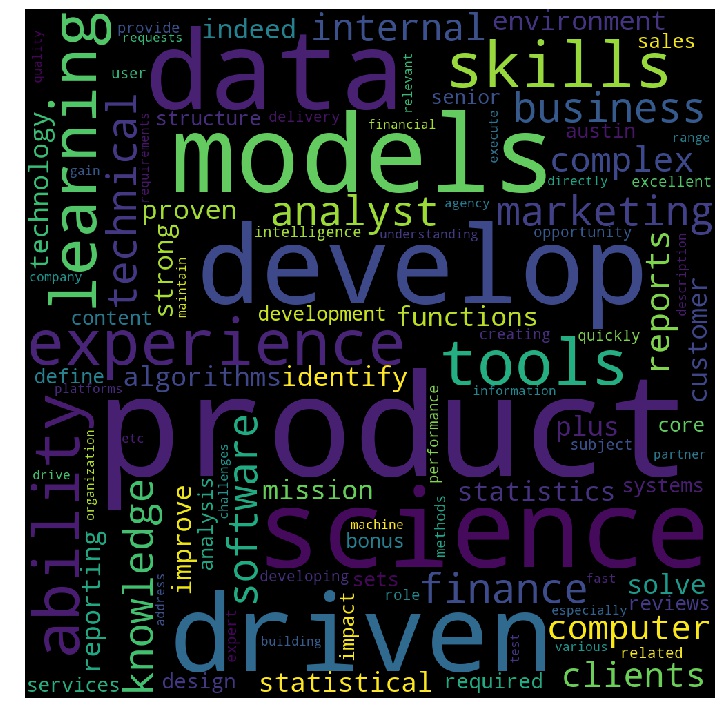 provide
requests
indeed
internal
environment
sales
quality
user
data
relevant
skills
learning
structure
delivery
financial
senior
business
execute
austin
range
technology
gain
technical
requirements
models
complex
directly
excellent
proven
analyst
agency
marketing
strong
maintain
intelligence
understanding
opportunity
description
company
develop
content
development
functions
creating
quickly
reports
customer
experience
tools
define
algorithms
identify
information
platforms
product
performance
plus
core
ability
etc
subject
partner
drive
organization
knowledge
improve
analysis
challenges
software
mission
methods
statistics
systems
science
machine
bonus
reporting
address
developing
sets
role
finance
fast
solve
reviews
especially
driven
expert
building
impact
test
computer
various
related
services
design
statistical
required
clients